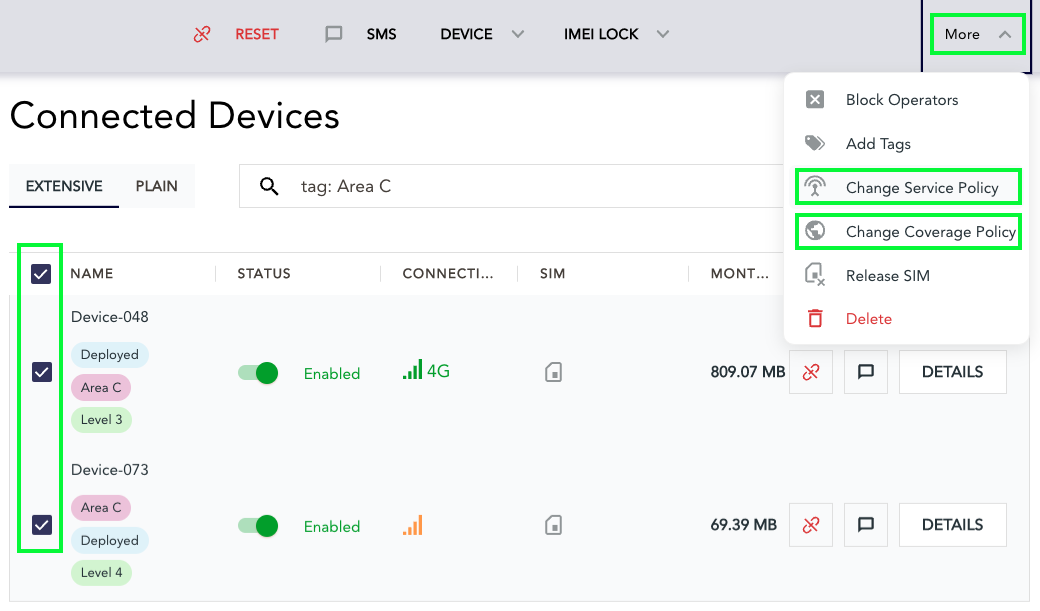 RESET SMS DEVICE IMEI LOCK More
Block Operators
Add Tags
Change Service Policy
Change Coverage Policy
Release SIM
Delete
Connected Devices
EXTENSIVE PLAIN tag: Area C
NAME STATUS CONNECTI... SIM MONT...
Device-048
Deployed
Area C
Level 3
Enabled 4G 809.07 MB DETAILS
Device-073
Area C
Deployed
Level 4
Enabled 69.39 MB DETAILS